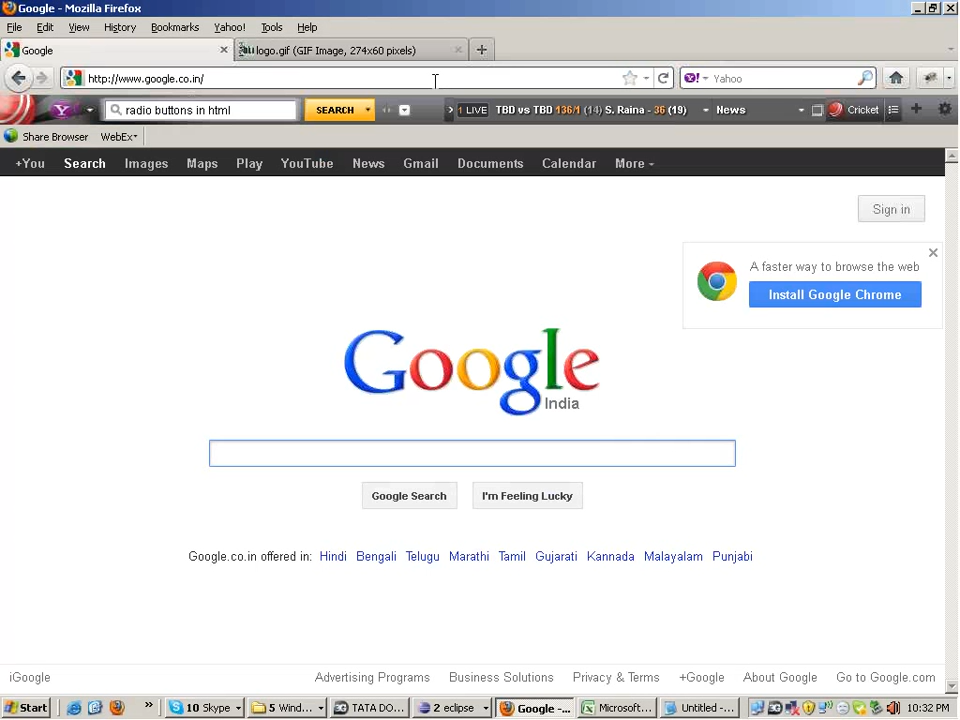 Google - Mozilla Firefox
File Edit View History Bookmarks Yahoo! Tools Help
Google logo.gif (GIF Image, 274x60 pixels)
http://www.google.co.in/ Yahoo
radio buttons in html SEARCH 1 LIVE TBD vs TBD 136/1 (14) S. Raina - 36 (19) News Cricket
Share Browser WebEx
+You Search Images Maps Play YouTube News Gmail Documents Calendar More
Sign in
A faster way to browse the web
Install Google Chrome
Google
India
Google Search I'm Feeling Lucky
Google.co.in offered in: Hindi Bengali Telugu Marathi Tamil Gujarati Kannada Malayalam Punjabi
iGoogle Advertising Programs Business Solutions Privacy & Terms +Google About Google Go to Google.com
Start 10 Skype 5 Wind... TATA DO... 2 eclipse Google -... Microsoft... Untitled -... 10:32 PM